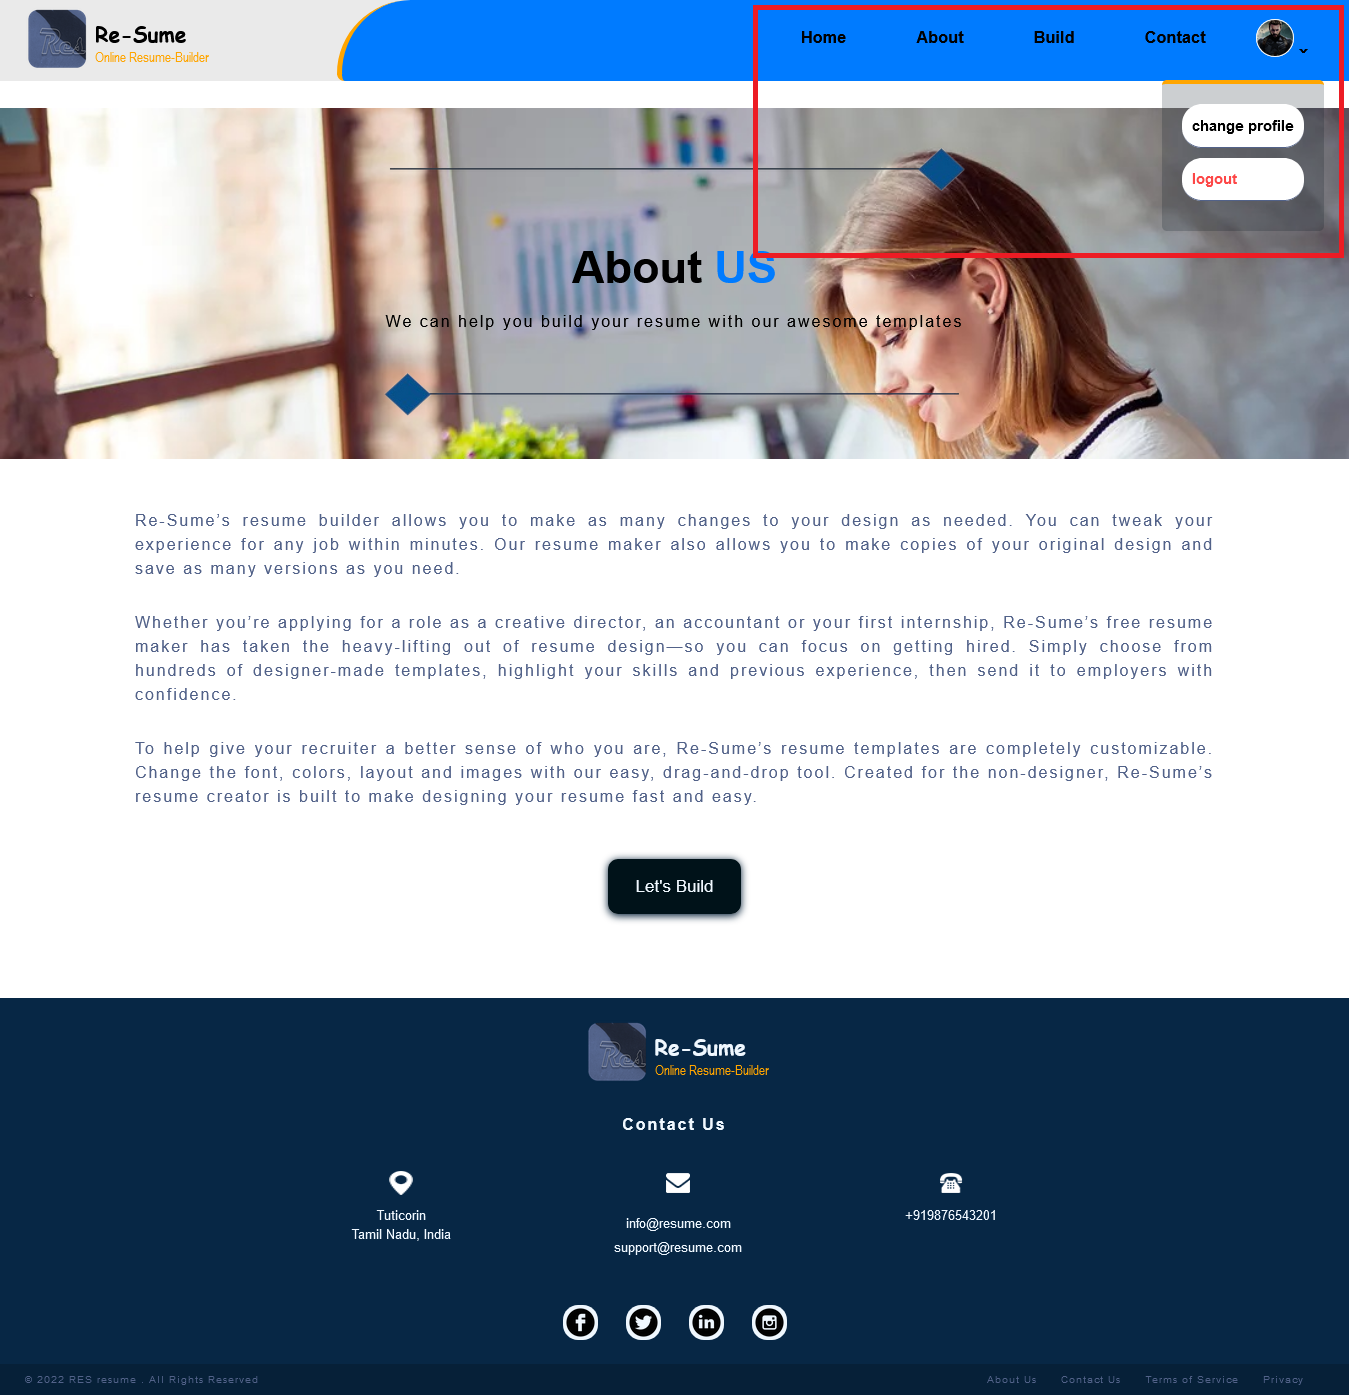 Res
Re-Sume
Online Resume-Builder
Home
About
Build
Contact
change profile
logout
About US
We can help you build your resume with our awesome templates
Re-Sume’s resume builder allows you to make as many changes to your design as needed. You can tweak your
experience for any job within minutes. Our resume maker also allows you to make copies of your original design and
save as many versions as you need.
Whether you’re applying for a role as a creative director, an accountant or your first internship, Re-Sume’s free resume
maker has taken the heavy-lifting out of resume design—so you can focus on getting hired. Simply choose from
hundreds of designer-made templates, highlight your skills and previous experience, then send it to employers with
confidence.
To help give your recruiter a better sense of who you are, Re-Sume’s resume templates are completely customizable.
Change the font, colors, layout and images with our easy, drag-and-drop tool. Created for the non-designer, Re-Sume’s
resume creator is built to make designing your resume fast and easy.
Let's Build
Res
Re-Sume
Online Resume-Builder
Contact Us
Tuticorin
Tamil Nadu, India
info@resume.com
support@resume.com
+919876543201
© 2022 RES resume . All Rights Reserved
About Us
Contact Us
Terms of Service
Privacy